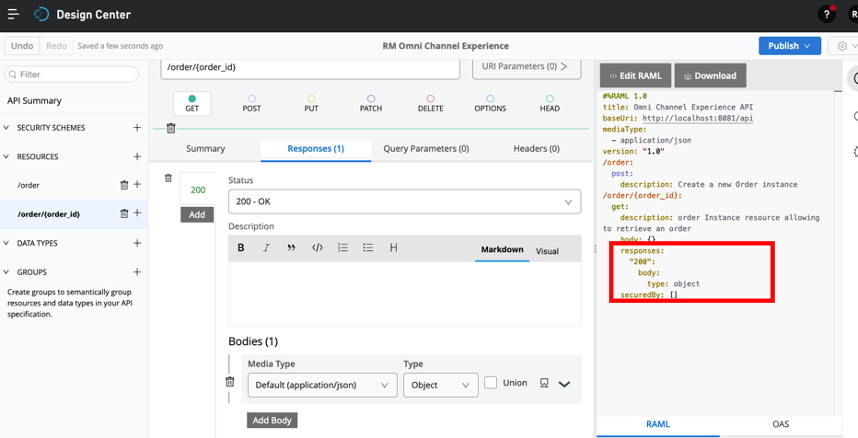 Design Center
?
R
Undo
Redo
Saved a few seconds ago
RM Omni Channel Experience
Publish
Filter
API Summary
SECURITY SCHEMES
RESOURCES
/order
/order/{order_id}
DATA TYPES
GROUPS
Create groups to semantically group
resources and data types in your API
specification.
/order/{order_id}
URI Parameters (0) >
GET
POST
PUT
PATCH
DELETE
OPTIONS
HEAD
Summary
Responses (1)
Query Parameters (0)
Headers (0)
200
Add
Status
200 - OK
Description
B
I
H
Markdown
Visual
Bodies (1)
Media Type
Type
Default (application/json)
Object
Union
Add Body
Edit RAML
Download
#%RAML 1.0
title: Omni Channel Experience API
baseUri: http://localhost:8081/api
mediaType:
- application/json
version: "1.0"
/order:
post:
description: Create a new Order instance
/order/{order_id}:
get:
description: order Instance resource allowing
to retrieve an order
body: {}
responses:
"200":
body:
type: object
securedBy: []
RAML
OAS